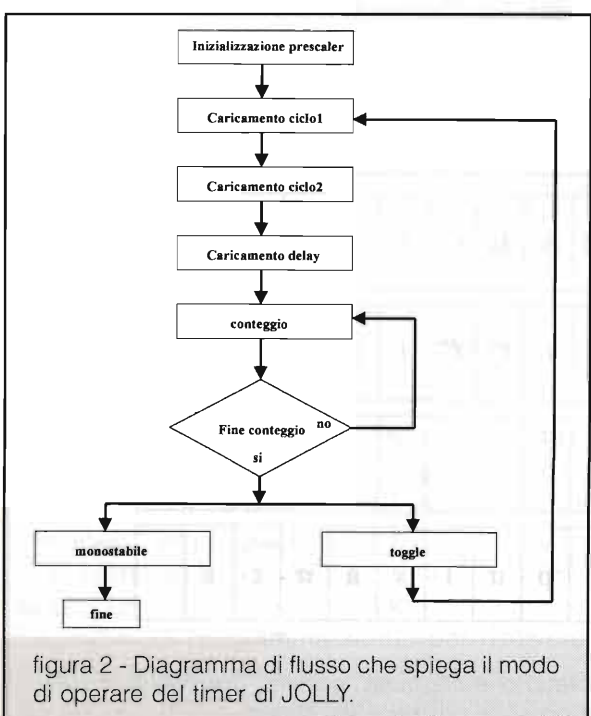 Inizializzazione prescaler
Caricamento ciclo1
Caricamento ciclo2
Caricamento delay
conteggio
Fine conteggio
no
si
monostabile
toggle
fine
figura 2 - Diagramma di flusso che spiega il modo
di operare del timer di JOLLY.